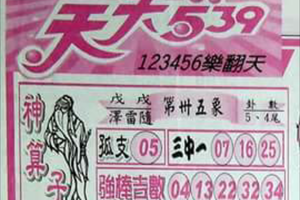 天大539
123456樂翻天
神算子
戊戌
澤雷隨
第卅五象
卦數
5、4尾
孤支 05 三中一 07 16 25
強棒吉數 04 13 22 32 34